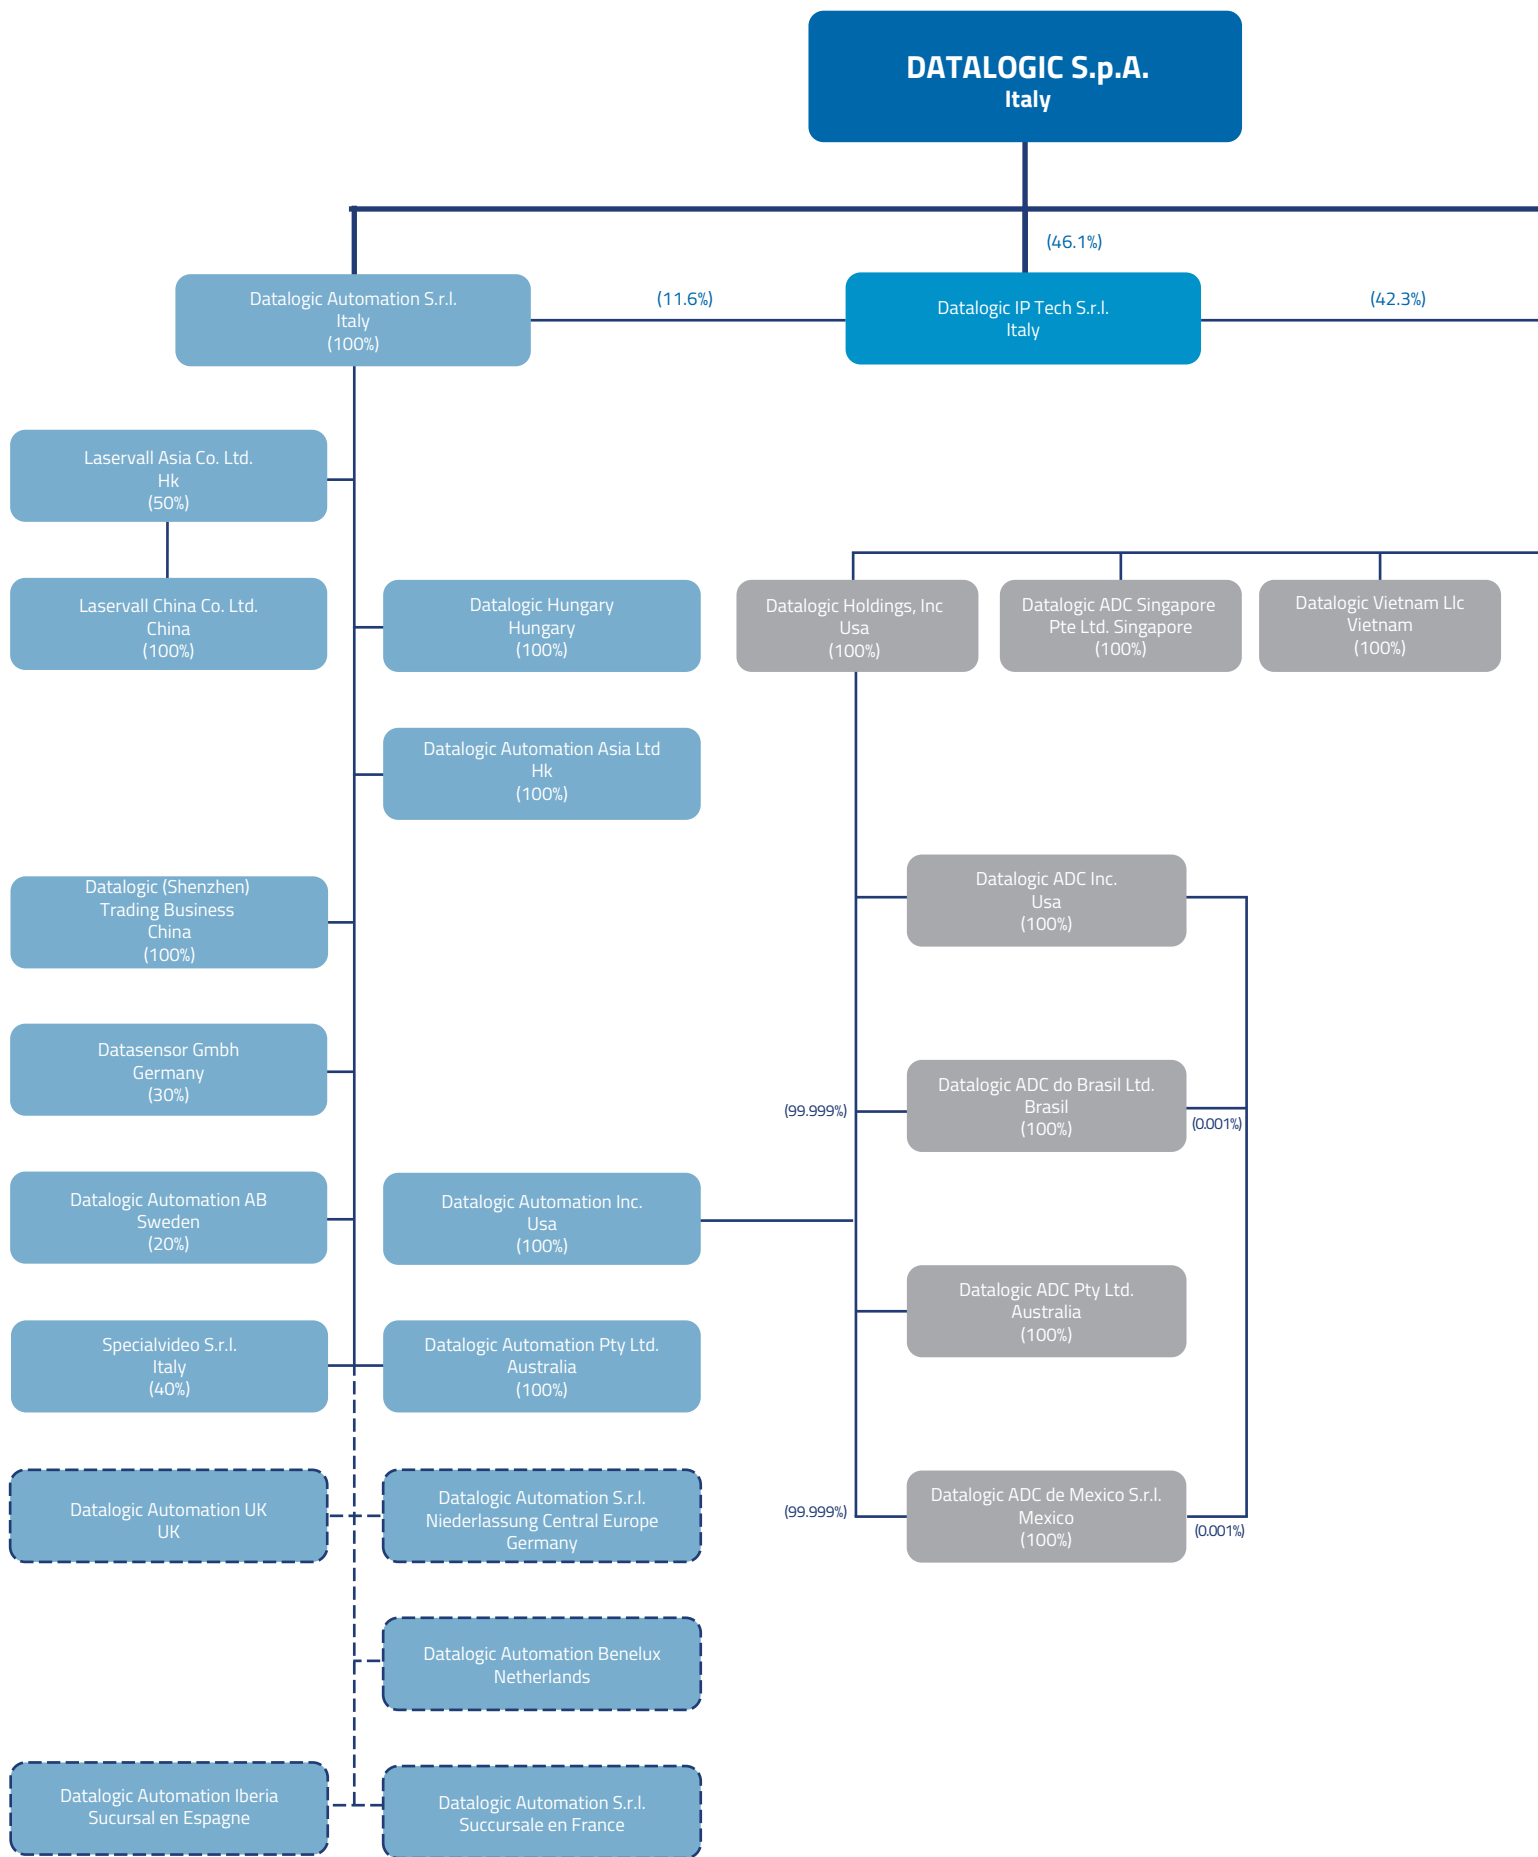 DATALOGIC S.p.A.
Italy
(46.1%)
Datalogic Automation S.r.l.
Italy
(100%)
(11.6%)
Datalogic IP Tech S.r.l.
Italy
(42.3%)
Laservall Asia Co. Ltd.
Hk
(50%)
Laservall China Co. Ltd.
China
(100%)
Datalogic Hungary
Hungary
(100%)
Datalogic Holdings, Inc
Usa
(100%)
Datalogic ADC Singapore
Pte Ltd. Singapore
(100%)
Datalogic Vietnam Llc
Vietnam
(100%)
Datalogic Automation Asia Ltd
Hk
(100%)
Datalogic (Shenzhen)
Trading Business
China
(100%)
Datalogic ADC Inc.
Usa
(100%)
Datasensor Gmbh
Germany
(30%)
(99.999%)
Datalogic ADC do Brasil Ltd.
Brasil
(100%)
(0.001%)
Datalogic Automation AB
Sweden
(20%)
Datalogic Automation Inc.
Usa
(100%)
Datalogic ADC Pty Ltd.
Australia
(100%)
Specialvideo S.r.l.
Italy
(40%)
Datalogic Automation Pty Ltd.
Australia
(100%)
Datalogic Automation UK
UK
Datalogic Automation S.r.l.
Niederlassung Central Europe
Germany
(99.999%)
Datalogic ADC de Mexico S.r.l.
Mexico
(100%)
(0.001%)
Datalogic Automation Benelux
Netherlands
Datalogic Automation Iberia
Sucursal en Espagne
Datalogic Automation S.r.l.
Succursale en France